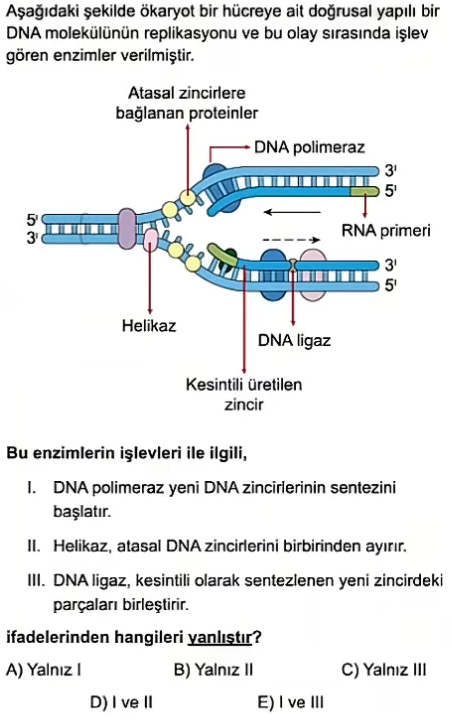 Aşağıdaki şekilde ökaryot bir hücreye ait doğrusal yapılı bir
DNA molekülünün replikasyonu ve bu olay sırasında işlev
gören enzimler verilmiştir.
Atasal zincirlere
bağlanan proteinler
DNA polimeraz
3'
5'
RNA primeri
5'
3'
3'
5'
Helikaz
DNA ligaz
Kesintili üretilen
zincir
Bu enzimlerin işlevleri ile ilgili,
I. DNA polimeraz yeni DNA zincirlerinin sentezini
başlatır.
II. Helikaz, atasal DNA zincirlerini birbirinden ayırır.
III. DNA ligaz, kesintili olarak sentezlenen yeni zincirdeki
parçaları birleştirir.
ifadelerinden hangileri yanlıştır?
A) Yalnız I B) Yalnız II C) Yalnız III
D) I ve II E) I ve III